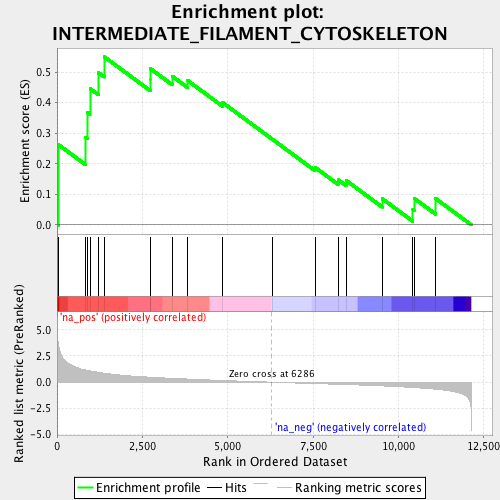 Enrichment plot:
INTERMEDIATE_FILAMENT_CYTOSKELETON
Enrichment score (ES)
0.5
0.4
0.3
0.2
0.1
0.0
'na_pos' (positively correlated)
Ranked list metric (PreRanked)
5.0
2.5
0.0
-2.5
-5.0
Zero cross at 6286
'na_neg' (negatively correlated)
0
2,500
5,000
7,500
10,000
12,500
Rank in Ordered Dataset
Enrichment profile
Hits
Ranking metric scores